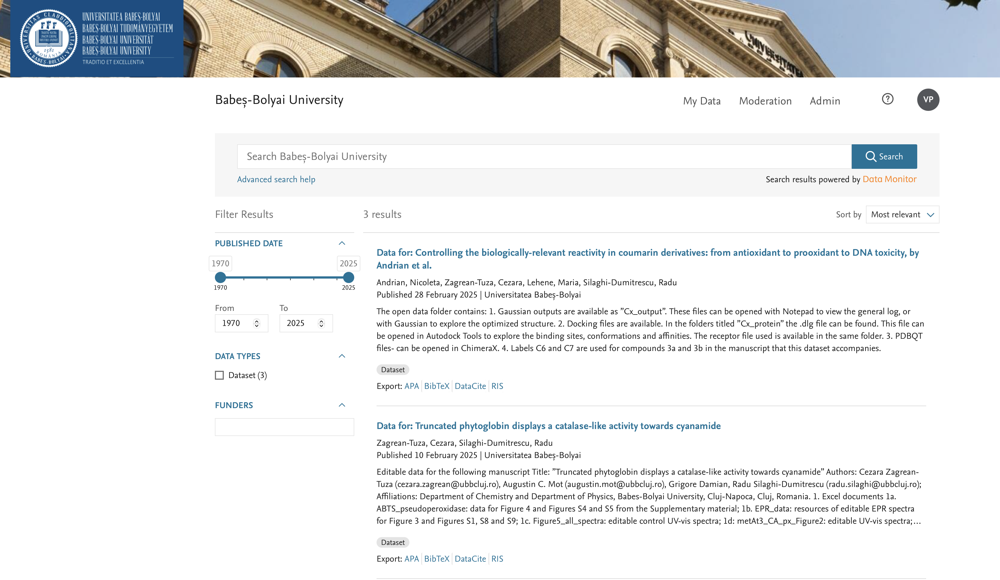 UNIVERSITAS CLAUDIOPOLITANA
BABEȘ-BOLYAI
TRADITIO NOSTRA
UNACUM EUROPAE
VIRTUTIBUS SPLENDET
1581
ROMÂNIA
UNIVERSITATEA BABEȘ-BOLYAI
BABEȘ-BOLYAI TUDOMÁNYEGYETEM
BABEȘ-BOLYAI UNIVERSITÄT
BABEȘ-BOLYAI UNIVERSITY
TRADITIO ET EXCELLENTIA
UNIVERSITATEA
Babeș-Bolyai University
My Data
Moderation
Admin
?
VP
Search Babeș-Bolyai University
Search
Advanced search help
Search results powered by Data Monitor
Filter Results
3 results
Sort by
Most relevant
PUBLISHED DATE
1970
2025
1970
2025
From
To
1970
2025
DATA TYPES
Dataset (3)
FUNDERS
Data for: Controlling the biologically-relevant reactivity in coumarin derivatives: from antioxidant to prooxidant to DNA toxicity, by
Andrian et al.
Andrian, Nicoleta, Zagrean-Tuza, Cezara, Lehene, Maria, Silaghi-Dumitrescu, Radu
Published 28 February 2025 | Universitatea Babeș-Bolyai
The open data folder contains: 1. Gaussian outputs are available as ”Cx_output”. These files can be opened with Notepad to view the general log, or
with Gaussian to explore the optimized structure. 2. Docking files are available. In the folders titled ”Cx_protein” the .dlg file can be found. This file can
be opened in Autodock Tools to explore the binding sites, conformations and affinities. The receptor file used is available in the same folder. 3. PDBQT
files- can be opened in ChimeraX. 4. Labels C6 and C7 are used for compounds 3a and 3b in the manuscript that this dataset accompanies.
Dataset
Export: APA | BibTeX | DataCite | RIS
Data for: Truncated phytoglobin displays a catalase-like activity towards cyanamide
Zagrean-Tuza, Cezara, Silaghi-Dumitrescu, Radu
Published 10 February 2025 | Universitatea Babeș-Bolyai
Editable data for the following manuscript Title: ”Truncated phytoglobin displays a catalase-like activity towards cyanamide” Authors: Cezara Zagrean-
Tuza (cezara.zagrean@ubbcluj.ro), Augustin C. Mot (augustin.mot@ubbcluj.ro), Grigore Damian, Radu Silaghi-Dumitrescu (radu.silaghi@ubbcluj.ro);
Affiliations: Department of Chemistry and Department of Physics, Babes-Bolyai University, Cluj-Napoca, Cluj, Romania. 1. Excel documents 1a.
ABTS_pseudoperoxidase: data for Figure 4 and Figures S4 and S5 from the Supplementary material; 1b. EPR_data: resources of editable EPR spectra
for Figure 3 and Figures S1, S8 and S9; 1c. Figure5_all_spectra: editable control UV-vis spectra; 1d: metAt3_CA_px_Figure2: editable UV-vis spectra;...
Dataset
Export: APA | BibTeX | DataCite | RIS